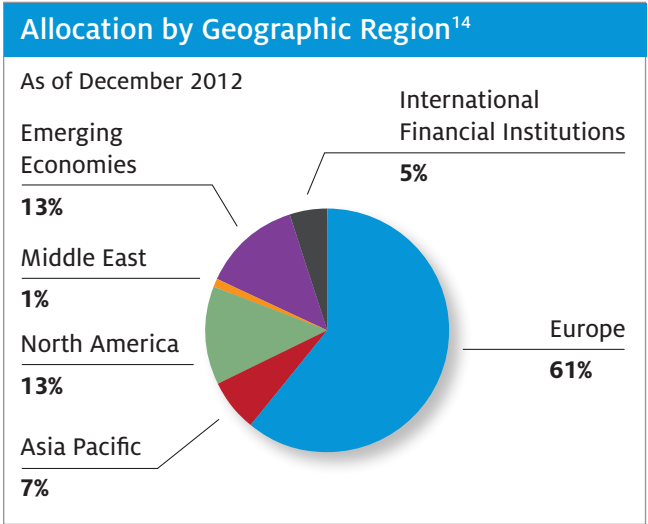 Allocation by Geographic Region14
As of December 2012
International
Financial Institutions
5%
Emerging
Economies
13%
Middle East
1%
North America
13%
Asia Pacific
7%
Europe
61%